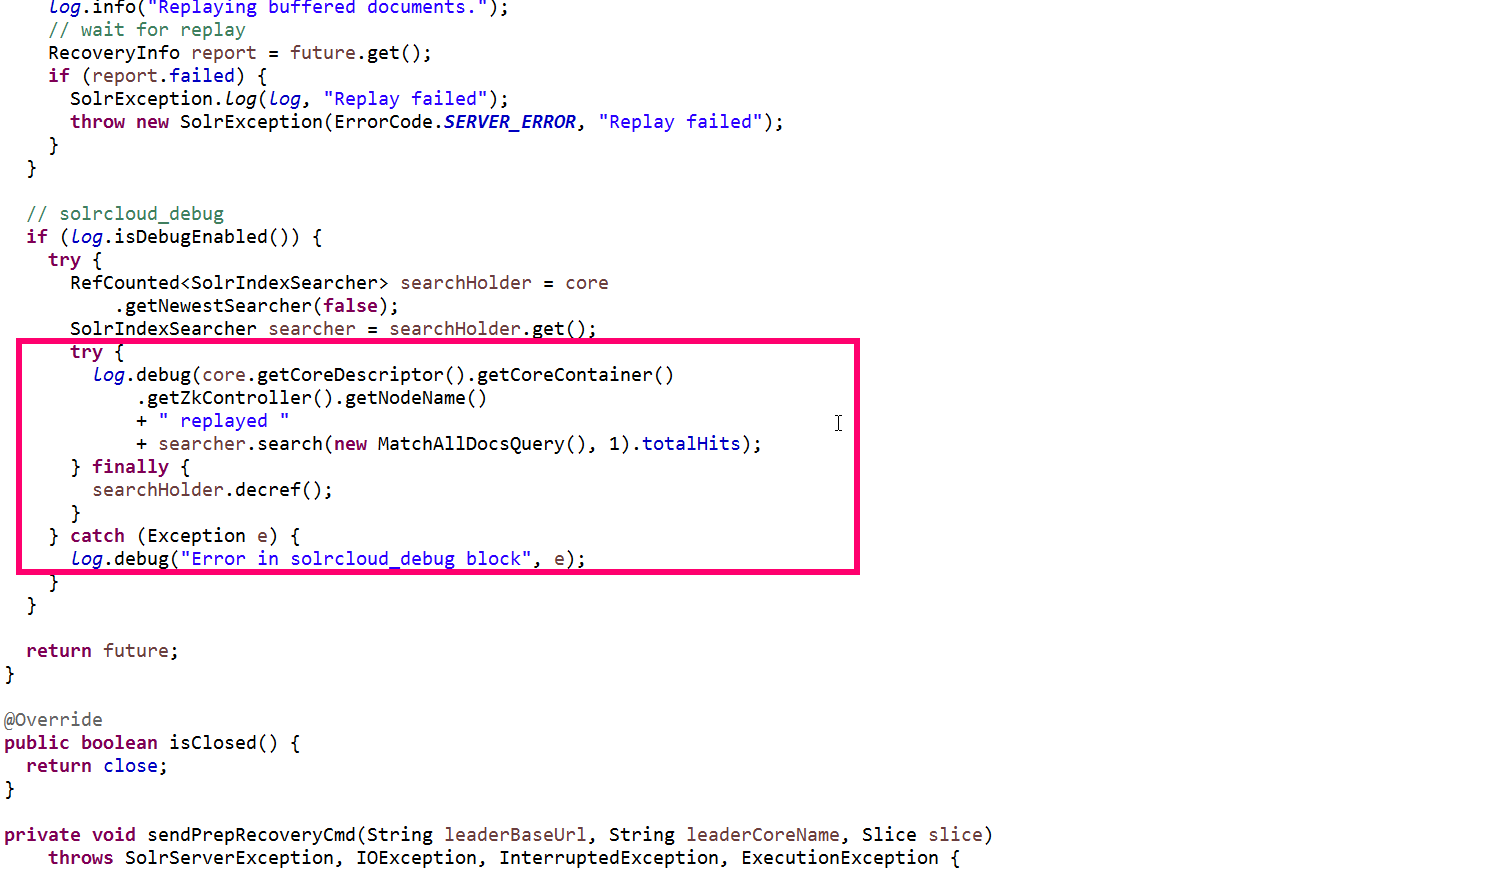 log.info("Replaying buffered documents.");
// wait for replay
RecoveryInfo report = future.get();
if (report.failed) {
SolrException.log(log, "Replay failed");
throw new SolrException(ErrorCode.SERVER_ERROR, "Replay failed");
}
}
// solrcloud_debug
if (log.isDebugEnabled()) {
try {
RefCounted<SolrIndexSearcher> searchHolder = core
.getNewestSearcher(false);
SolrIndexSearcher searcher = searchHolder.get();
try {
log.debug(core.getCoreDescriptor().getCoreContainer()
.getZkController().getNodeName()
+ " replayed "
+ searcher.search(new MatchAllDocsQuery(), 1).totalHits);
} finally {
searchHolder.decref();
}
} catch (Exception e) {
log.debug("Error in solrcloud_debug block", e);
}
}
return future;
}
@Override
public boolean isClosed() {
return close;
}
private void sendPrepRecoveryCmd(String leaderBaseUrl, String leaderCoreName, Slice slice)
throws SolrServerException, IOException, InterruptedException, ExecutionException {